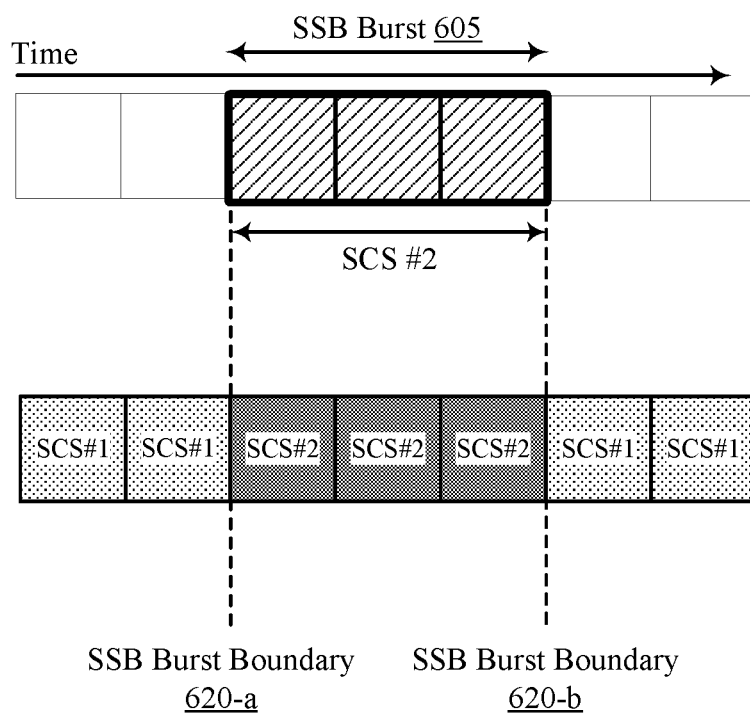 SSB Burst 605
Time
SCS #2
SCS#1 SCS#1 SCS#2 SCS#2 SCS#2 SCS#1 SCS#1
SSB Burst Boundary
620-a
SSB Burst Boundary
620-b